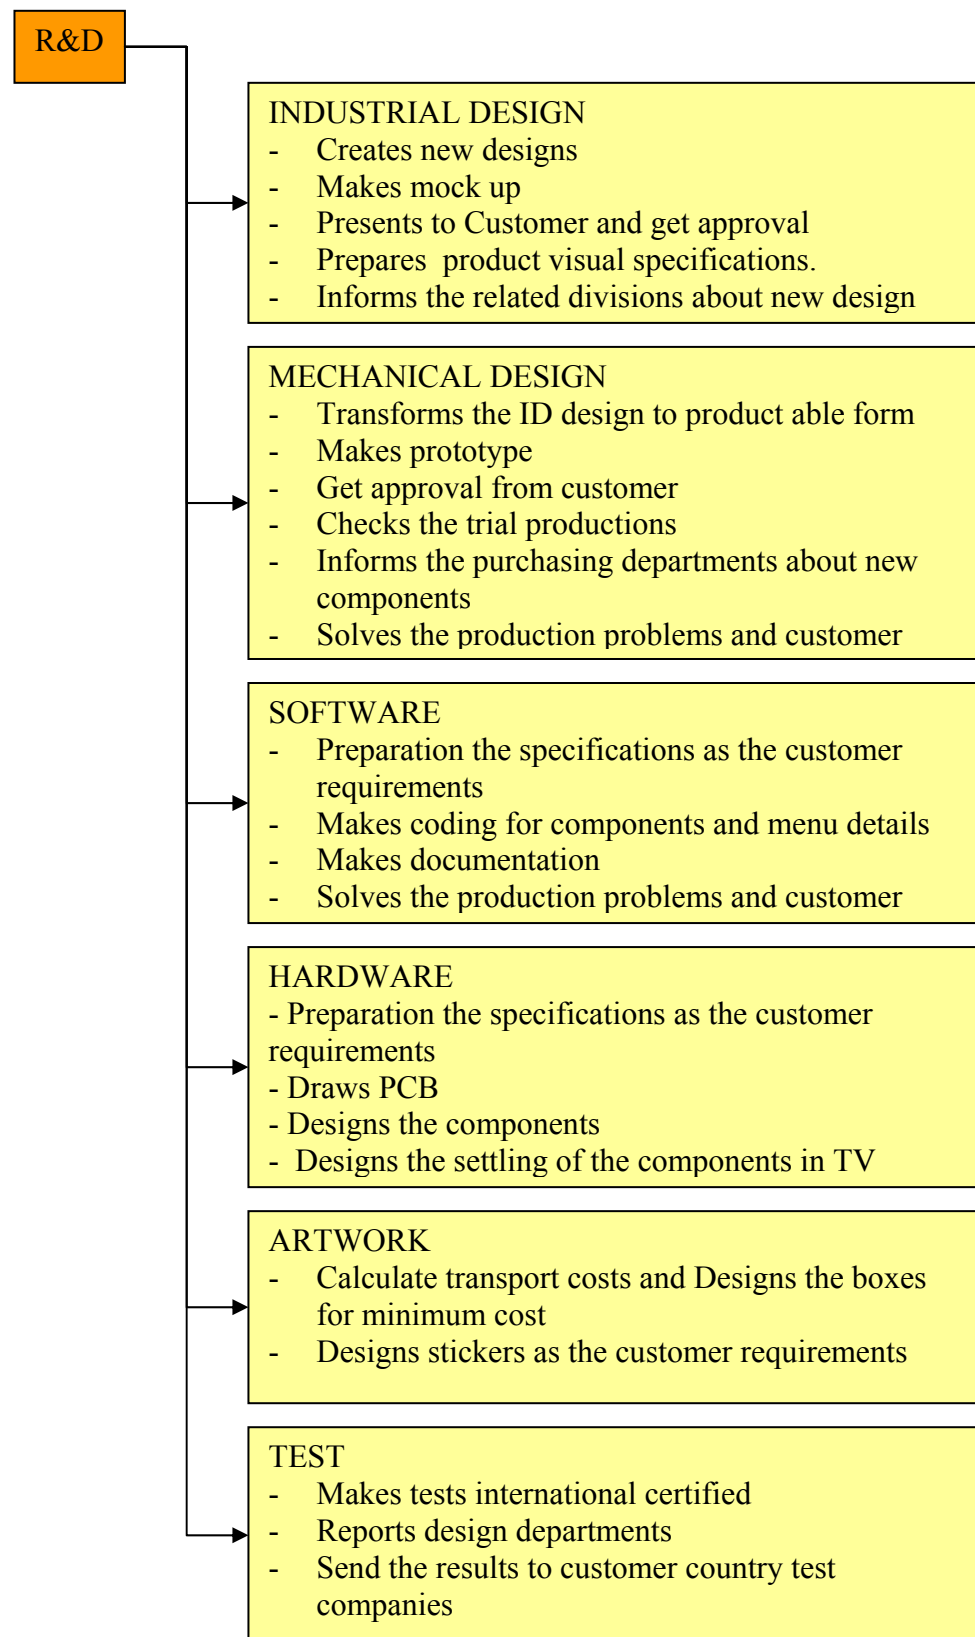 R&D
INDUSTRIAL DESIGN
- Creates new designs
- Makes mock up
- Presents to Customer and get approval
- Prepares product visual specifications.
- Informs the related divisions about new design
MECHANICAL DESIGN
- Transforms the ID design to product able form
- Makes prototype
- Get approval from customer
- Checks the trial productions
- Informs the purchasing departments about new
components
- Solves the production problems and customer
SOFTWARE
- Preparation the specifications as the customer
requirements
- Makes coding for components and menu details
- Makes documentation
- Solves the production problems and customer
HARDWARE
- Preparation the specifications as the customer
requirements
- Draws PCB
- Designs the components
- Designs the settling of the components in TV
ARTWORK
- Calculate transport costs and Designs the boxes
for minimum cost
- Designs stickers as the customer requirements
TEST
- Makes tests international certified
- Reports design departments
- Send the results to customer country test
companies